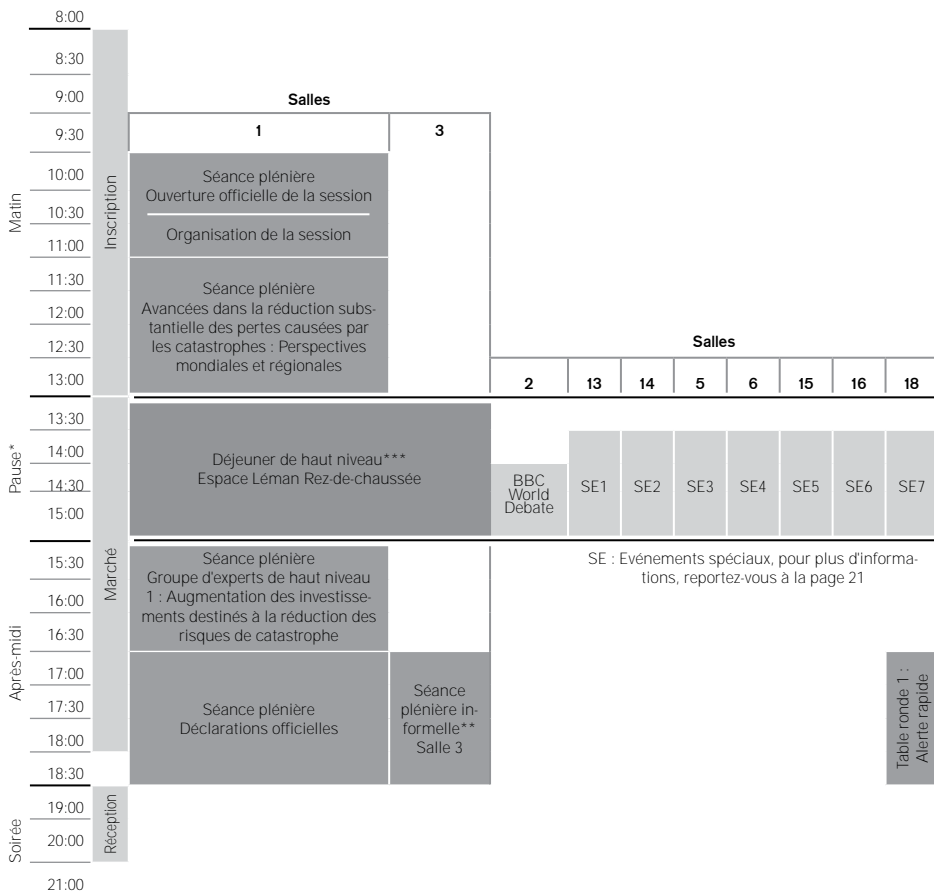 8:00
8:30
9:00
9:30
10:00
10:30
11:00
11:30
12:00
12:30
13:00
13:30
14:00
14:30
15:00
15:30
16:00
16:30
17:00
17:30
18:00
18:30
19:00
20:00
21:00
Matin
Pause*
Après-midi
Soirée
Inscription
Marché
Réception
Salles
1
3
Séance plénière
Ouverture officielle de la session
Organisation de la session
Séance plénière
Avancées dans la réduction subs-
tantielle des pertes causées par
les catastrophes : Perspectives
mondiales et régionales
Salles
2
13
14
5
6
15
16
18
Déjeuner de haut niveau***
Espace Léman Rez-de-chaussée
BBC
World
Debate
SE1
SE2
SE3
SE4
SE5
SE6
SE7
Séance plénière
Groupe d'experts de haut niveau
1 : Augmentation des investisse-
ments destinés à la réduction des
risques de catastrophe
SE : Evénements spéciaux, pour plus d'informa-
tions, reportez-vous à la page 21
Séance plénière
Déclarations officielles
Séance
plénière in-
formelle**
Salle 3
Table ronde 1 :
Alerte rapide